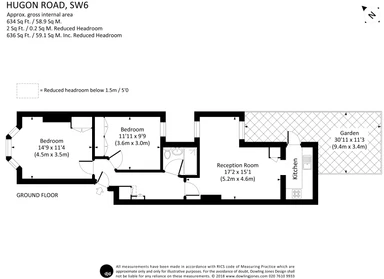 HUGON ROAD, SW6
Approx. gross internal area
634 Sq Ft. / 58.9 Sq M.
2 Sq Ft. / 0.2 Sq M. Reduced Headroom
636 Sq Ft. / 59.1 Sq M. Inc. Reduced Headroom
N
= Reduced headroom below 1.5m / 5'0
Bedroom
14'9 x 11'4
(4.5m x 3.5m)
Bedroom
11'11 x 9'9
(3.6m x 3.0m)
Reception Room
17'2 x 15'1
(5.2m x 4.6m)
Kitchen
Garden
30'11 x 11'3
(9.4m x 3.4m)
GROUND FLOOR
All measurements have been made in accordance with RICS Code of Measuring Practice which are
approximate only and only for illustrative purposes. For the avoidance of doubt, Dowling Jones Design shall
not be liable for any reliance on these measurements. © 2018 www.dowlingjones.com 020 7610 9933